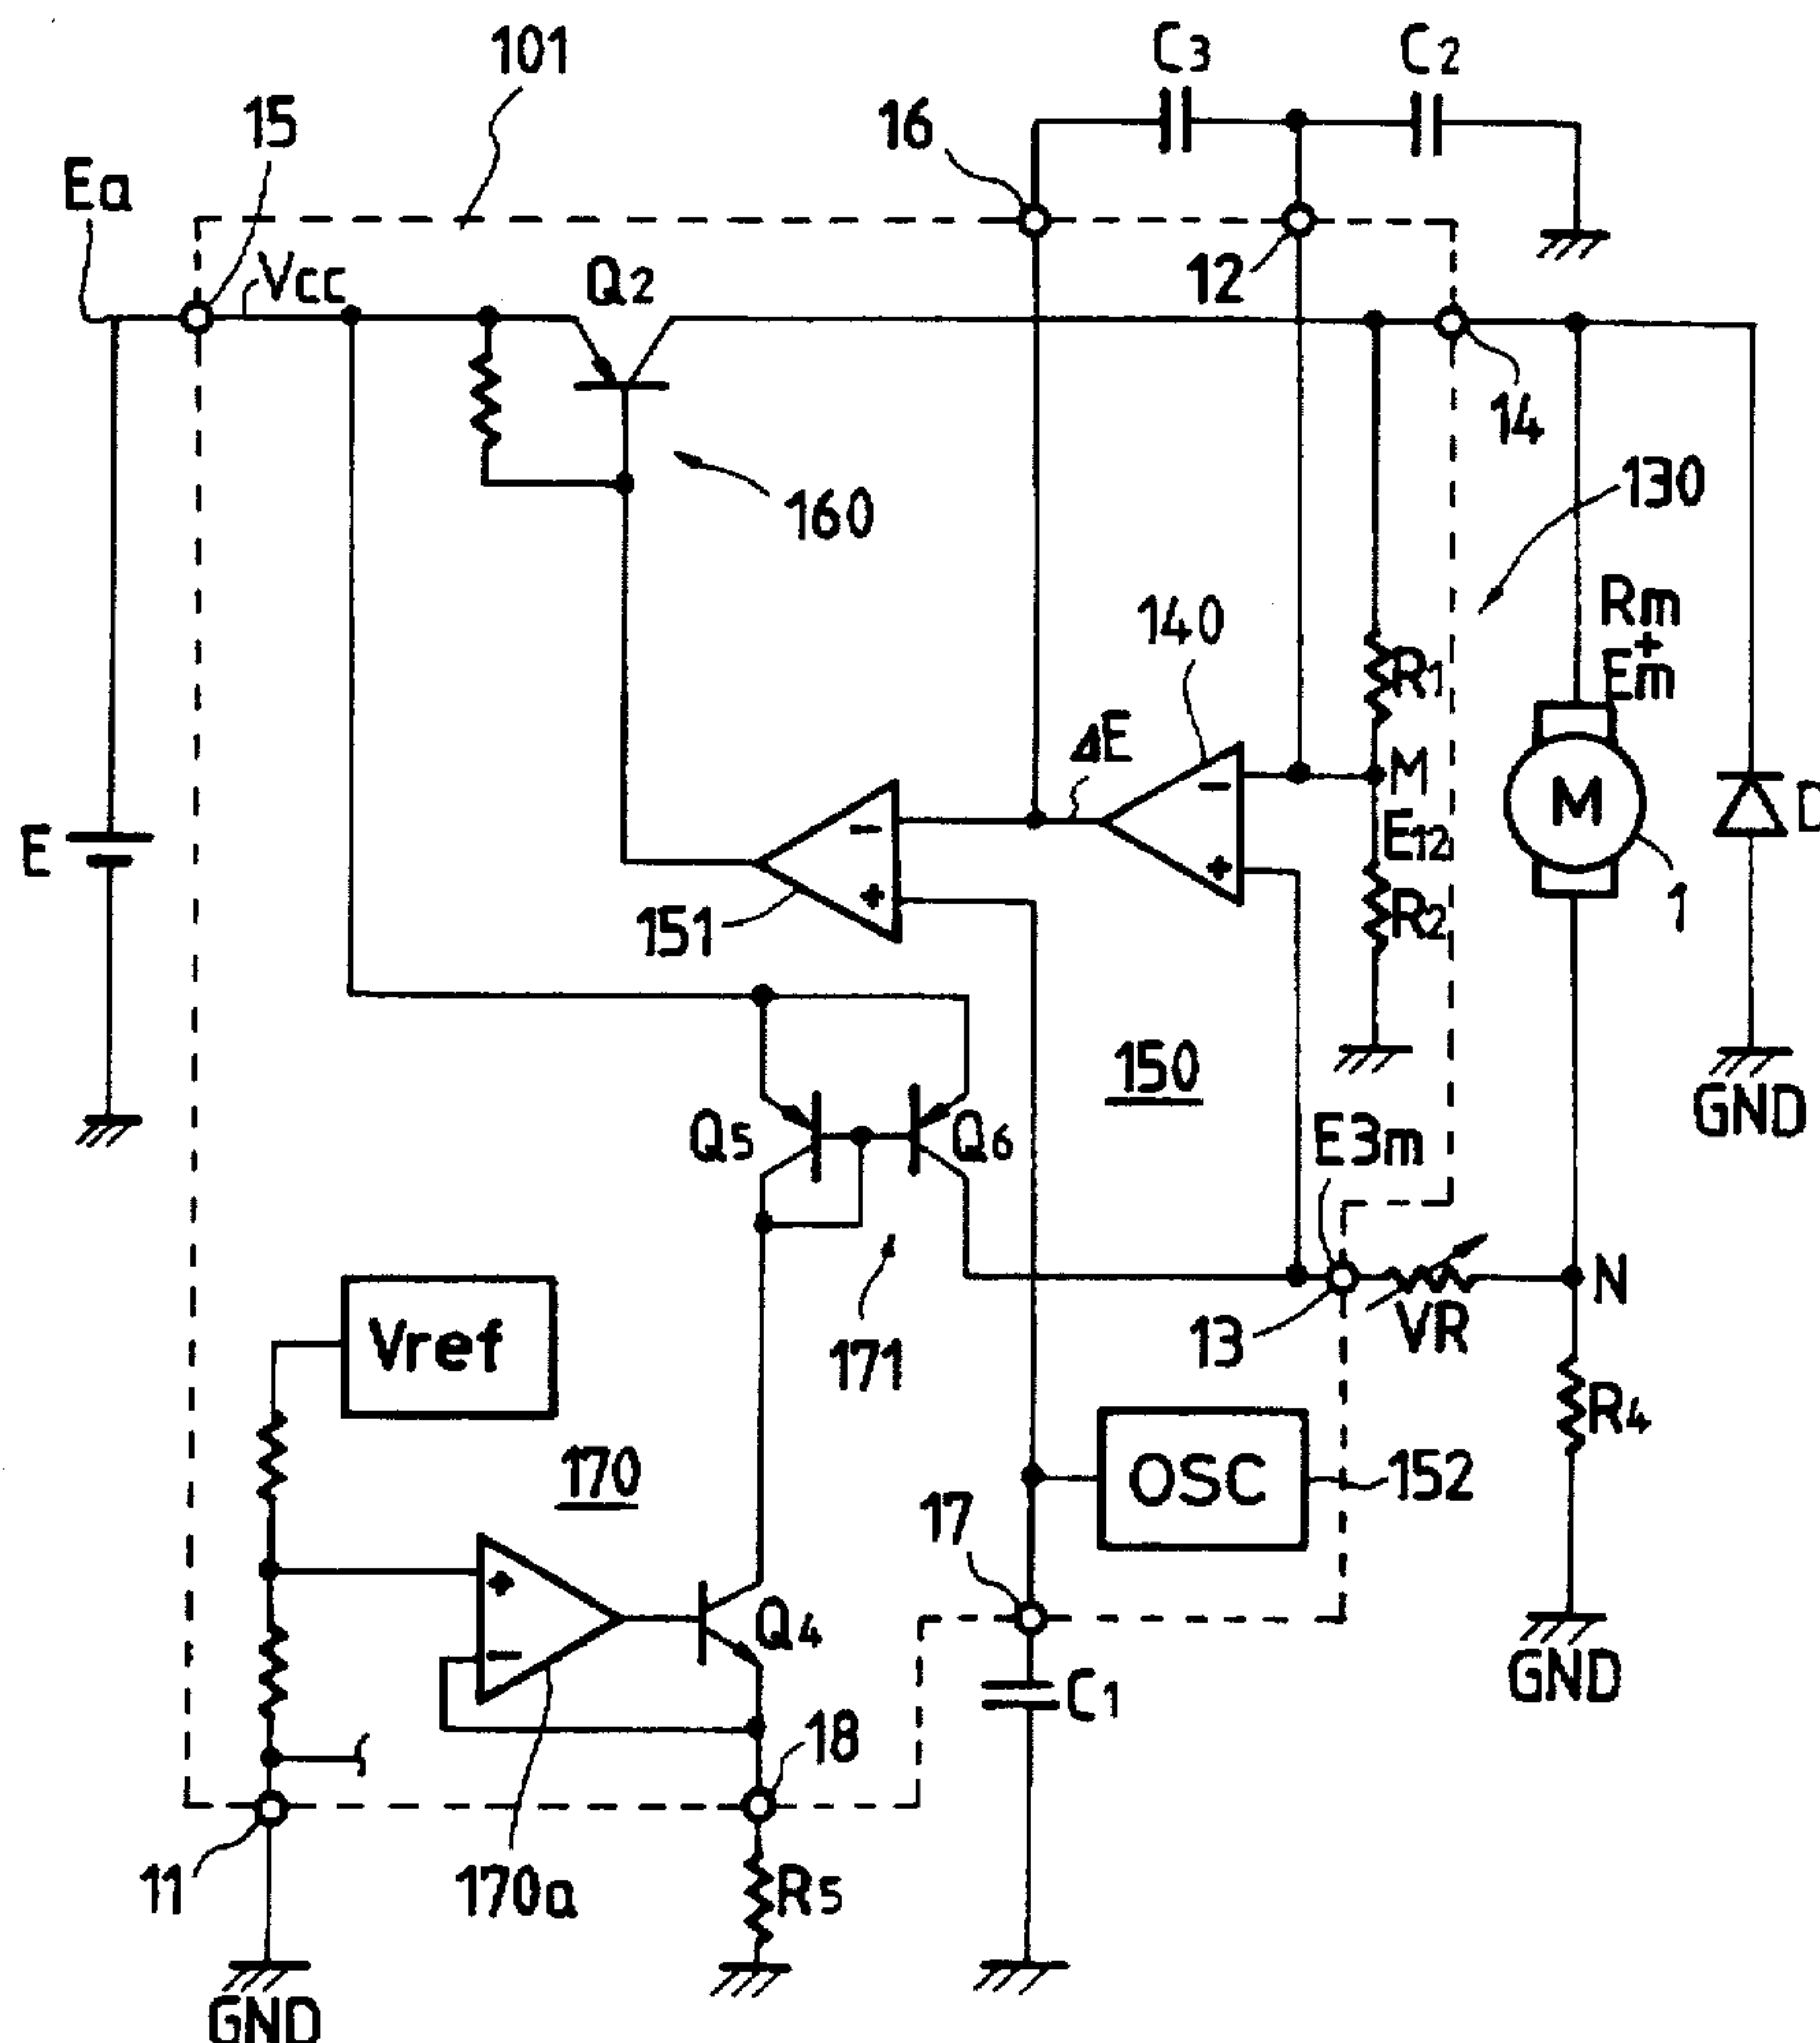 101
C3
C2
15
16
Ea
Vcc
Q2
12
14
160
130
Rm
+
Em
140
R1
ΔE
−
M
M
D
E
−
E12
+
+
R2
1
151
150
Q5
Q6
E3m
GND
N
13
VR
Vref
171
R4
170
OSC
152
17
+
Q4
−
GND
C1
18
11
170a
R5
GND